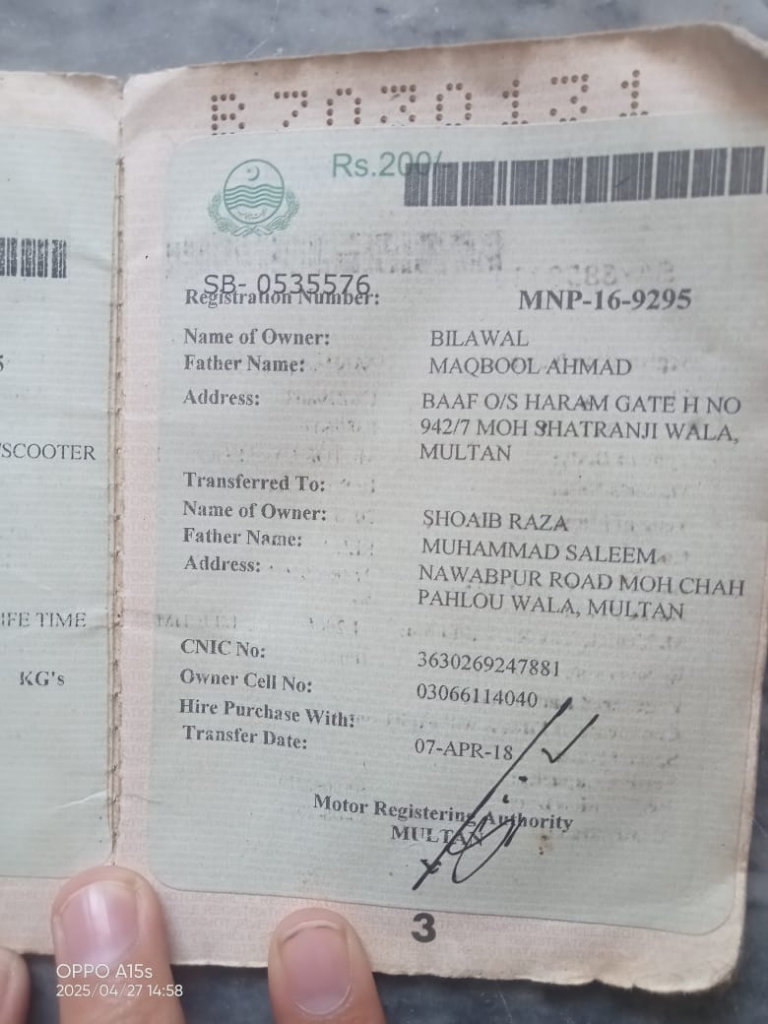 B 7030131
Rs.200/-
SB- 0535576
Registration Number: MNP-16-9295
Name of Owner: BILAWAL
Father Name: MAQBOOL AHMAD
Address: BAAF O/S HARAM GATE H NO
942/7 MOH SHATRANJI WALA,
MULTAN
Transferred To:
Name of Owner: SHOAIB RAZA
Father Name: MUHAMMAD SALEEM
Address: NAWABPUR ROAD MOH CHAH
PAHLOU WALA, MULTAN
CNIC No: 3630269247881
Owner Cell No: 03066114040
Hire Purchase With:
Transfer Date: 07-APR-18
Motor Registering Authority
MULTAN
3
/SCOOTER
IFE TIME
KG's
OPPO A15s
2025/04/27 14:58